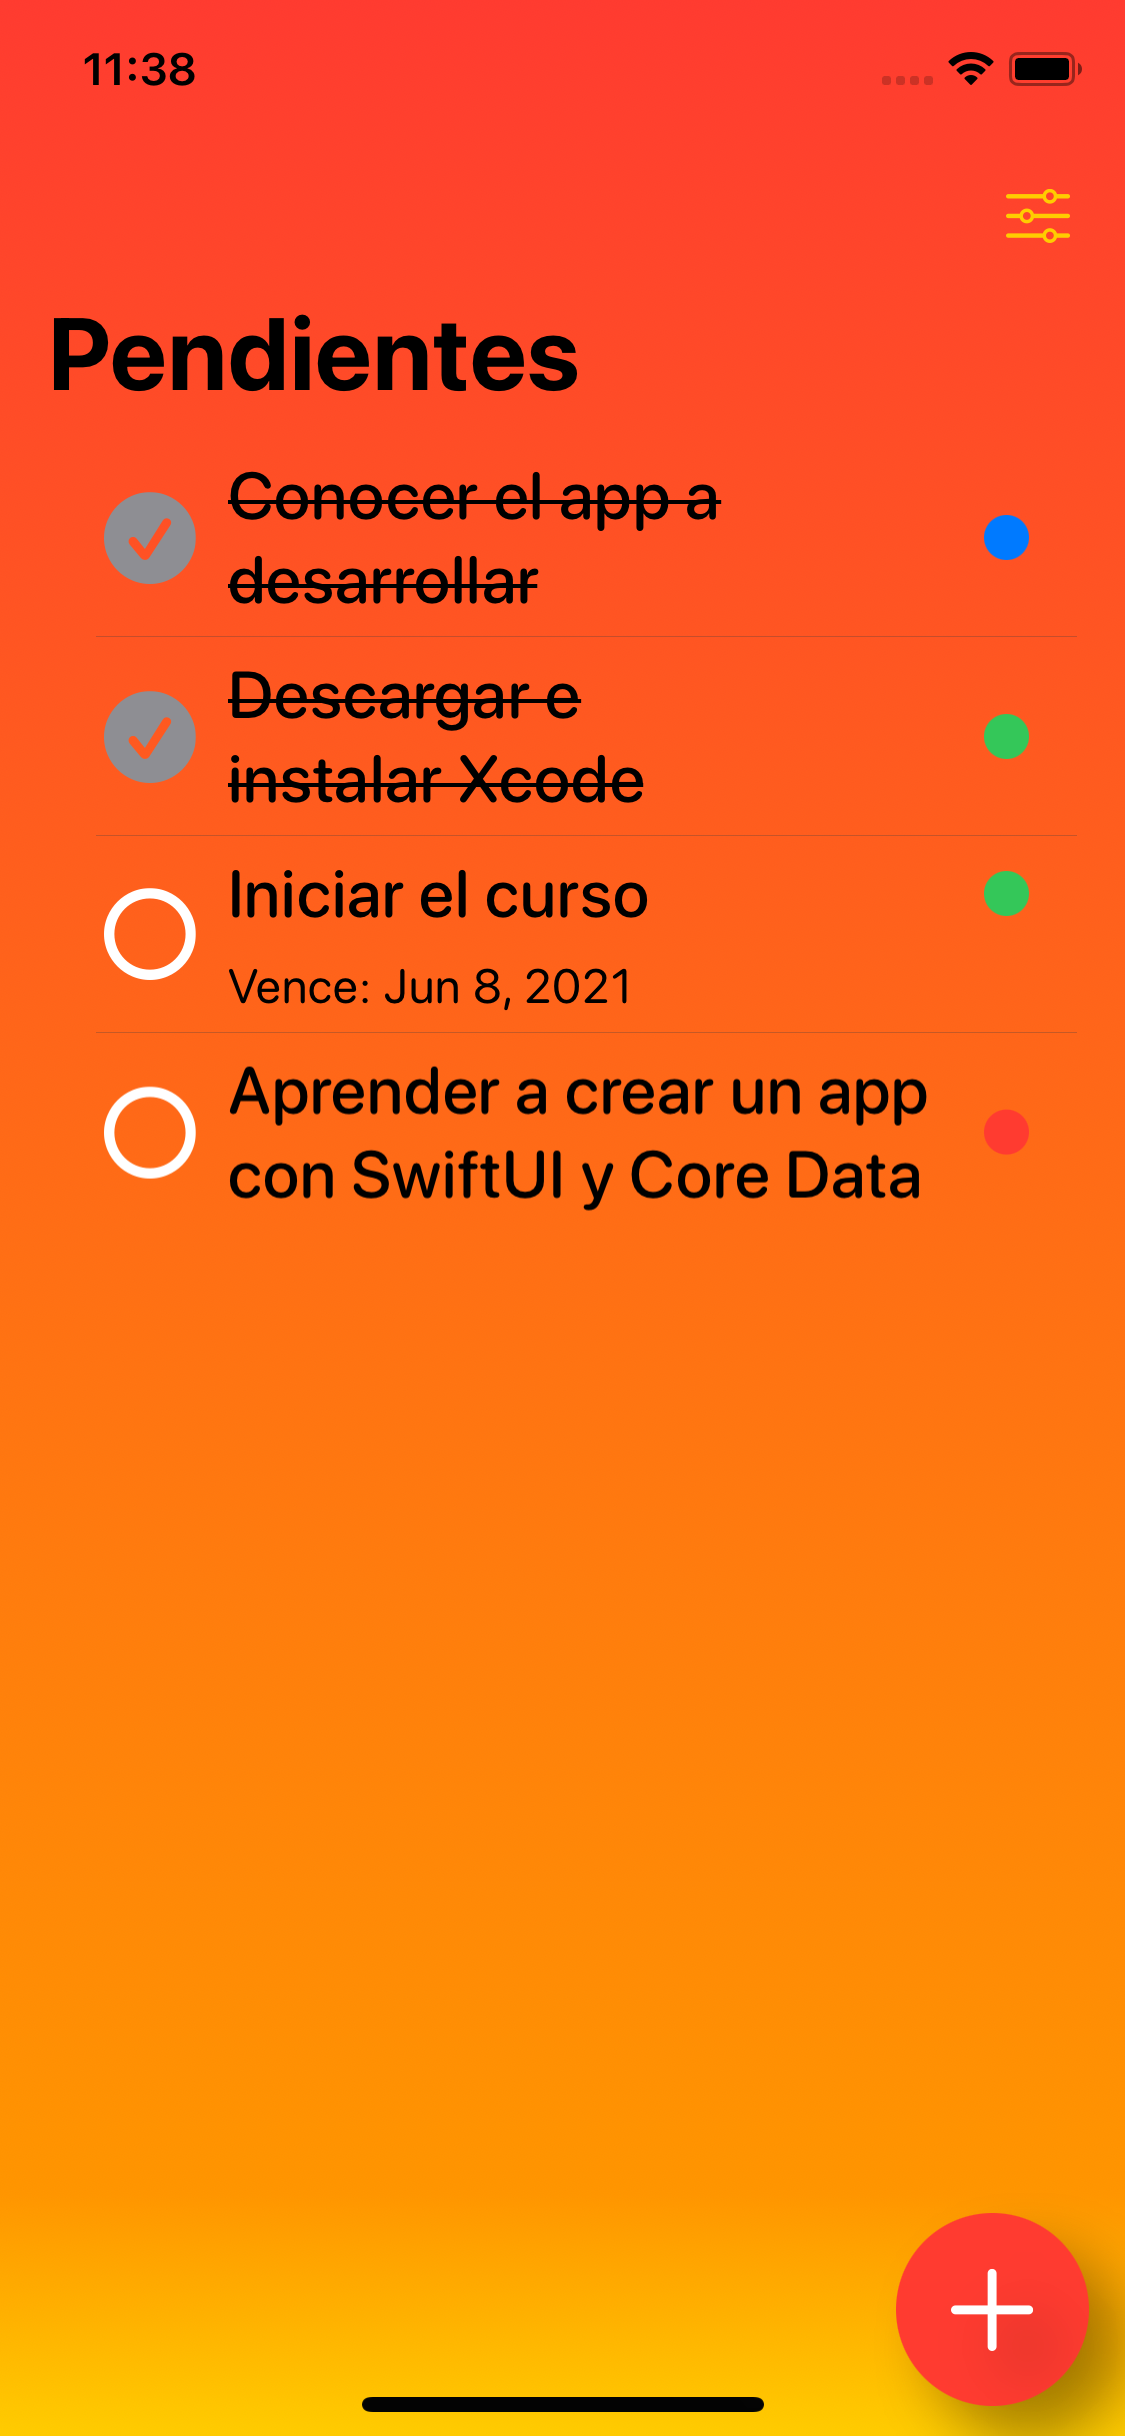 11:38
Pendientes
Conocer el app a
desarrollar
Descargar e
instalar Xcode
Iniciar el curso
Vence: Jun 8, 2021
Aprender a crear un app
con SwiftUI y Core Data